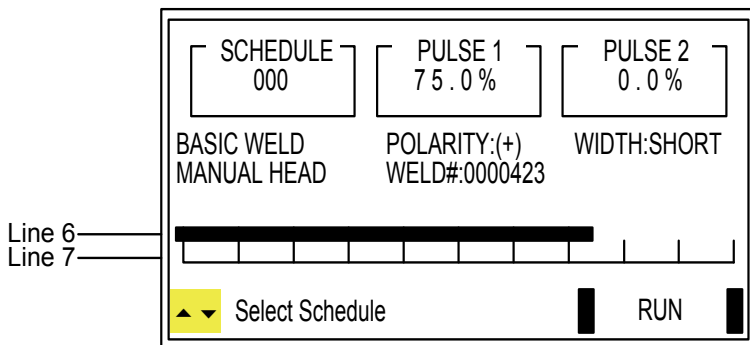 SCHEDULE PULSE 1 PULSE 2
000 75.0% 0.0%
BASIC WELD POLARITY:(+) WIDTH:SHORT
MANUAL HEAD WELD#:0000423
Line 6
Line 7
▲ ▼ Select Schedule RUN